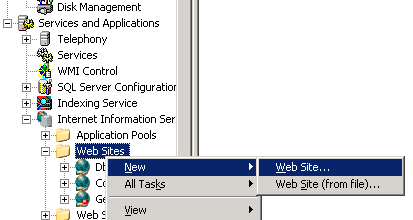 Disk Management
Services and Applications
Telephony
Services
WMI Control
SQL Server Configuration
Indexing Service
Internet Information Ser
Application Pools
Web Sites
Db
New
Web Site...
Co
All Tasks
Web Site (from file)...
Ge
Web S
View